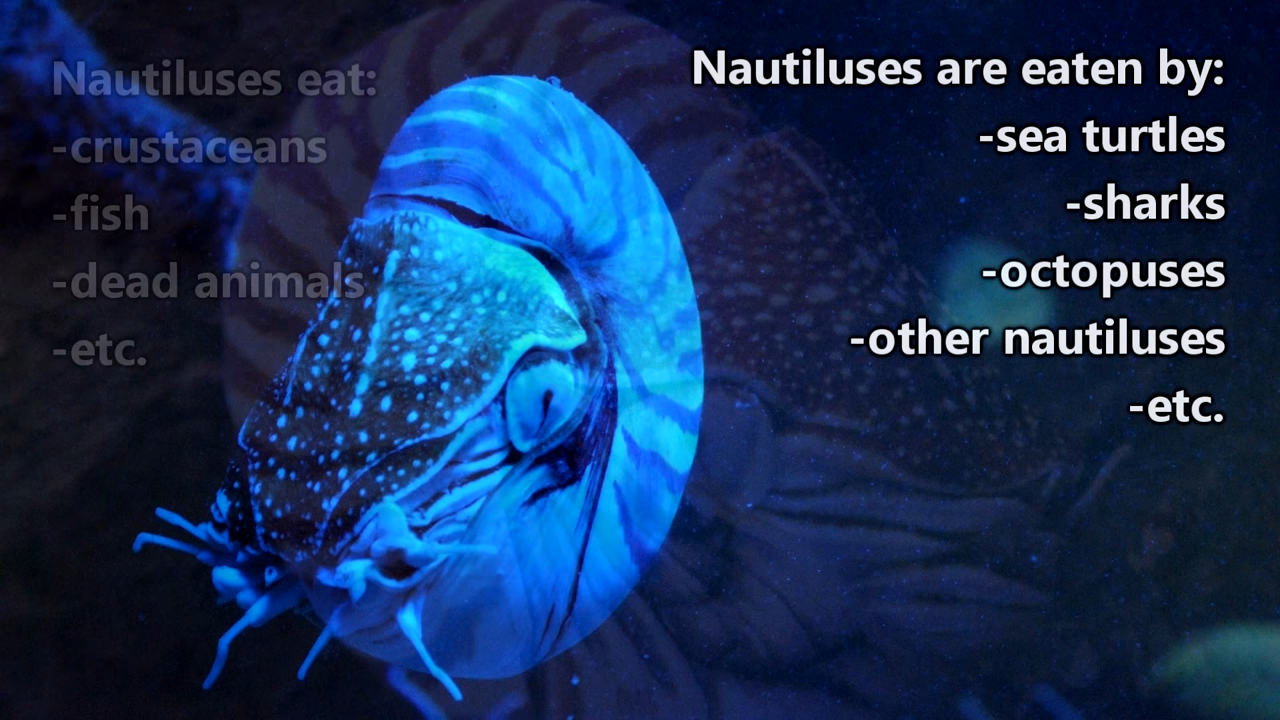 Nautiluses eat:
-crustaceans
-fish
-dead animals
-etc.
Nautiluses are eaten by:
-sea turtles
-sharks
-octopuses
-other nautiluses
-etc.